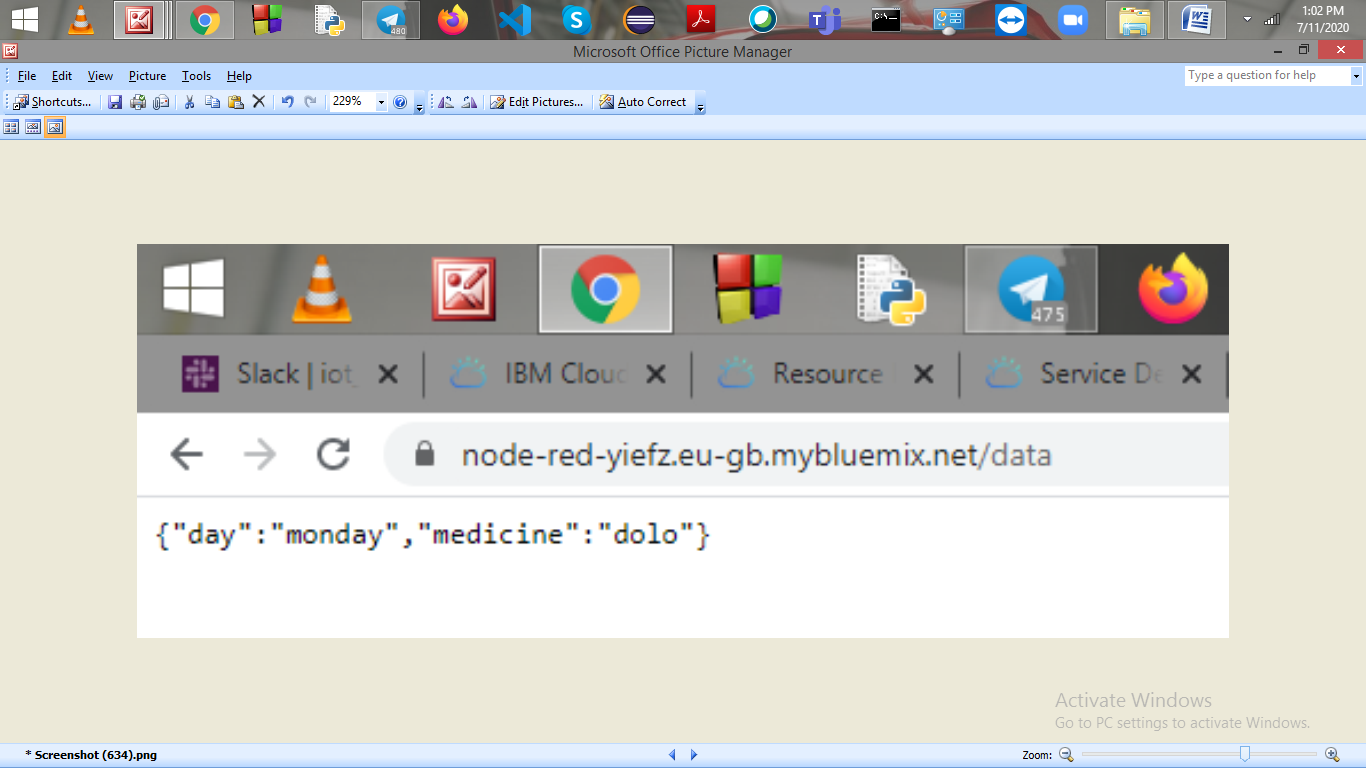 480
C:\_
1:02 PM
7/11/2020
Microsoft Office Picture Manager
File Edit View Picture Tools Help
Type a question for help
Shortcuts... 229% Edit Pictures... Auto Correct
475
Slack | iot_ IBM Clou Resource Service De
node-red-yiefz.eu-gb.mybluemix.net/data
{"day":"monday","medicine":"dolo"}
Activate Windows
Go to PC settings to activate Windows.
* Screenshot (634).png Zoom: